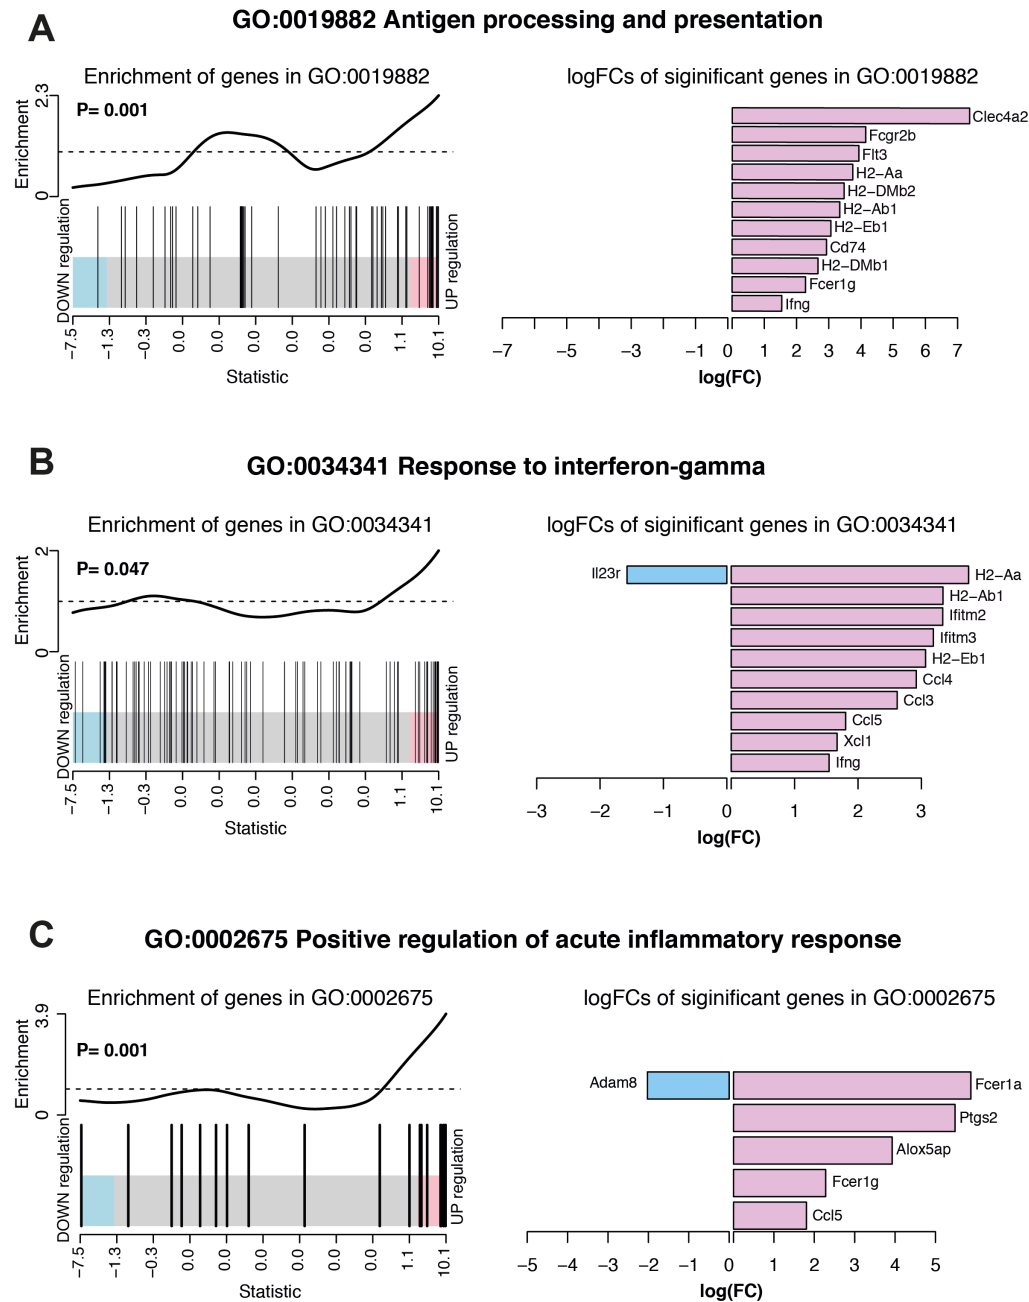 A
GO:0019882 Antigen processing and presentation
Enrichment of genes in GO:0019882
P= 0.001
Enrichment
0
2.3
DOWN regulation
UP regulation
−7.5 −1.3 −0.3 0.0 0.0 0.0 0.0 0.0 0.0 1.1 10.1
Statistic
logFCs of siginificant genes in GO:0019882
Clec4a2
Fcgr2b
Flt3
H2−Aa
H2−DMb2
H2−Ab1
H2−Eb1
Cd74
H2−DMb1
Fcer1g
Ifng
−7 −5 −3 −1 0 1 2 3 4 5 6 7
log(FC)
B
GO:0034341 Response to interferon-gamma
Enrichment of genes in GO:0034341
P= 0.047
Enrichment
0
2
DOWN regulation
UP regulation
−7.5 −1.3 −0.3 0.0 0.0 0.0 0.0 0.0 0.0 1.1 10.1
Statistic
logFCs of siginificant genes in GO:0034341
Il23r
H2−Aa
H2−Ab1
Ifitm2
Ifitm3
H2−Eb1
Ccl4
Ccl3
Ccl5
Xcl1
Ifng
−3 −2 −1 0 1 2 3
log(FC)
C
GO:0002675 Positive regulation of acute inflammatory response
Enrichment of genes in GO:0002675
P= 0.001
Enrichment
0
3.9
DOWN regulation
UP regulation
−7.5 −1.3 −0.3 0.0 0.0 0.0 0.0 0.0 0.0 1.1 10.1
Statistic
logFCs of siginificant genes in GO:0002675
Adam8
Fcer1a
Ptgs2
Alox5ap
Fcer1g
Ccl5
−5 −4 −3 −2 −1 0 1 2 3 4 5
log(FC)